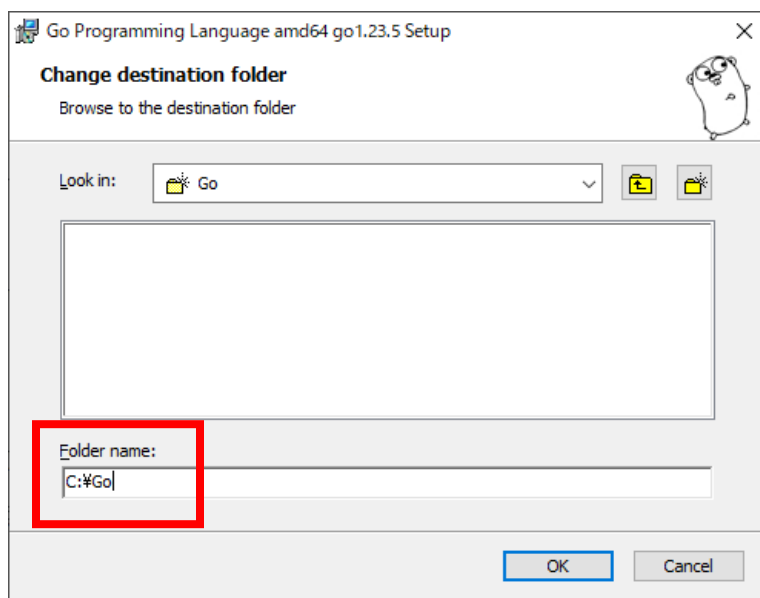 Go Programming Language amd64 go1.23.5 Setup
Change destination folder
Browse to the destination folder
Look in:
Go
Folder name:
C:¥Go
OK
Cancel